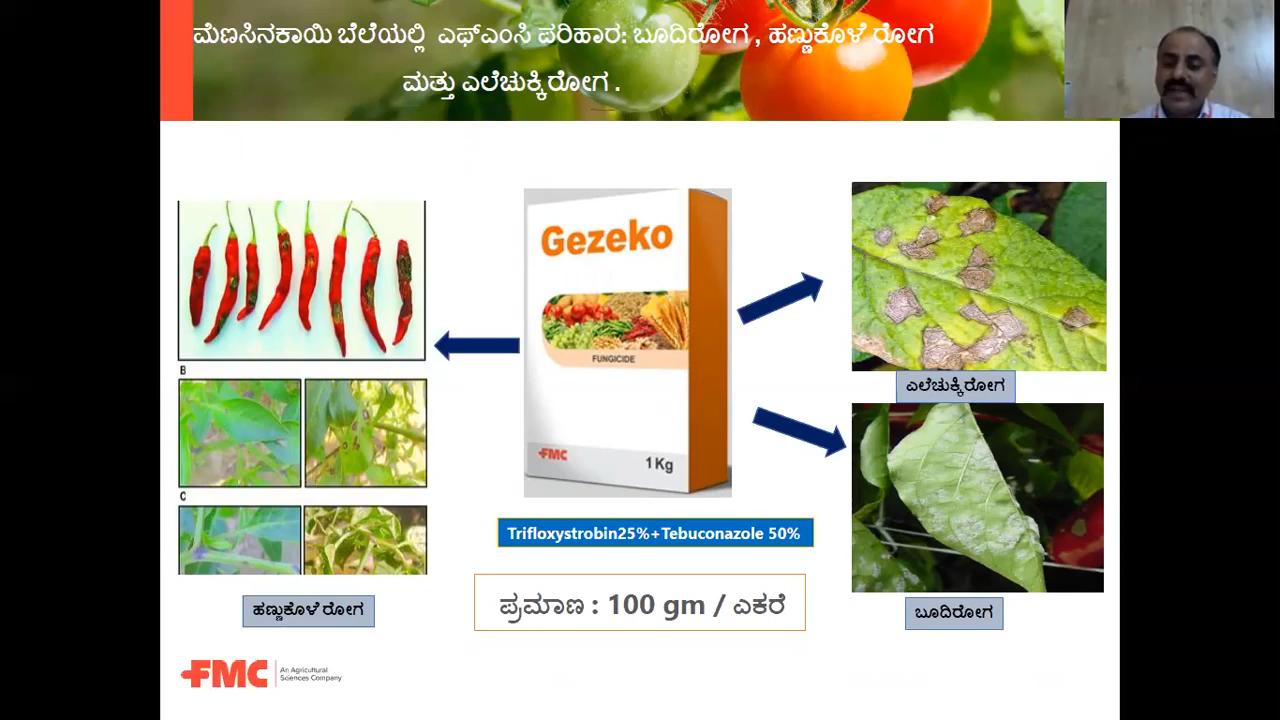 ಮೆಣಸಿನಕಾಯಿ ಬೆಲೆಯಲ್ಲಿ ಎಫ್ಎಂಸಿ ಪರಿಹಾರ: ಬೂದಿರೋಗ , ಹಣ್ಣುಕೊಳೆ ರೋಗ
ಮತ್ತು ಎಲೆಚುಕ್ಕಿರೋಗ .
Gezeko
FUNGICIDE
FMC
1 Kg
B
C
ಎಲೆಚುಕ್ಕಿರೋಗ
Trifloxystrobin25%+Tebuconazole 50%
ಪ್ರಮಾಣ : 100 gm / ಎಕರೆ
ಹಣ್ಣುಕೊಳೆ ರೋಗ
ಬೂದಿರೋಗ
FMC
An Agricultural
Sciences Company